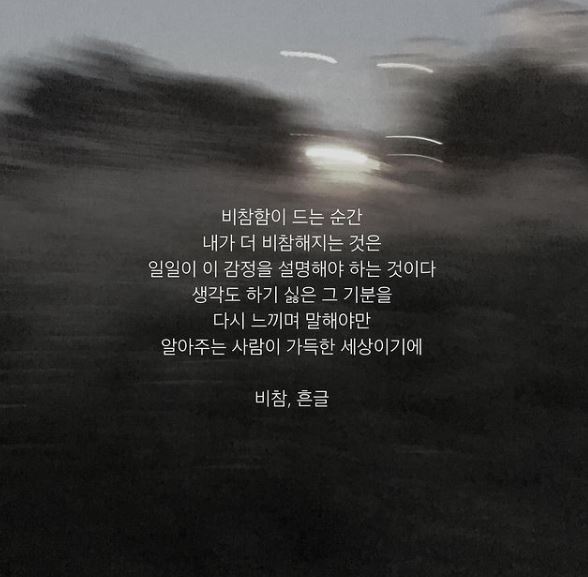 비참함이 드는 순간
내가 더 비참해지는 것은
일일이 이 감정을 설명해야 하는 것이다
생각도 하기 싫은 그 기분을
다시 느끼며 말해야만
알아주는 사람이 가득한 세상이기에
비참, 흔글